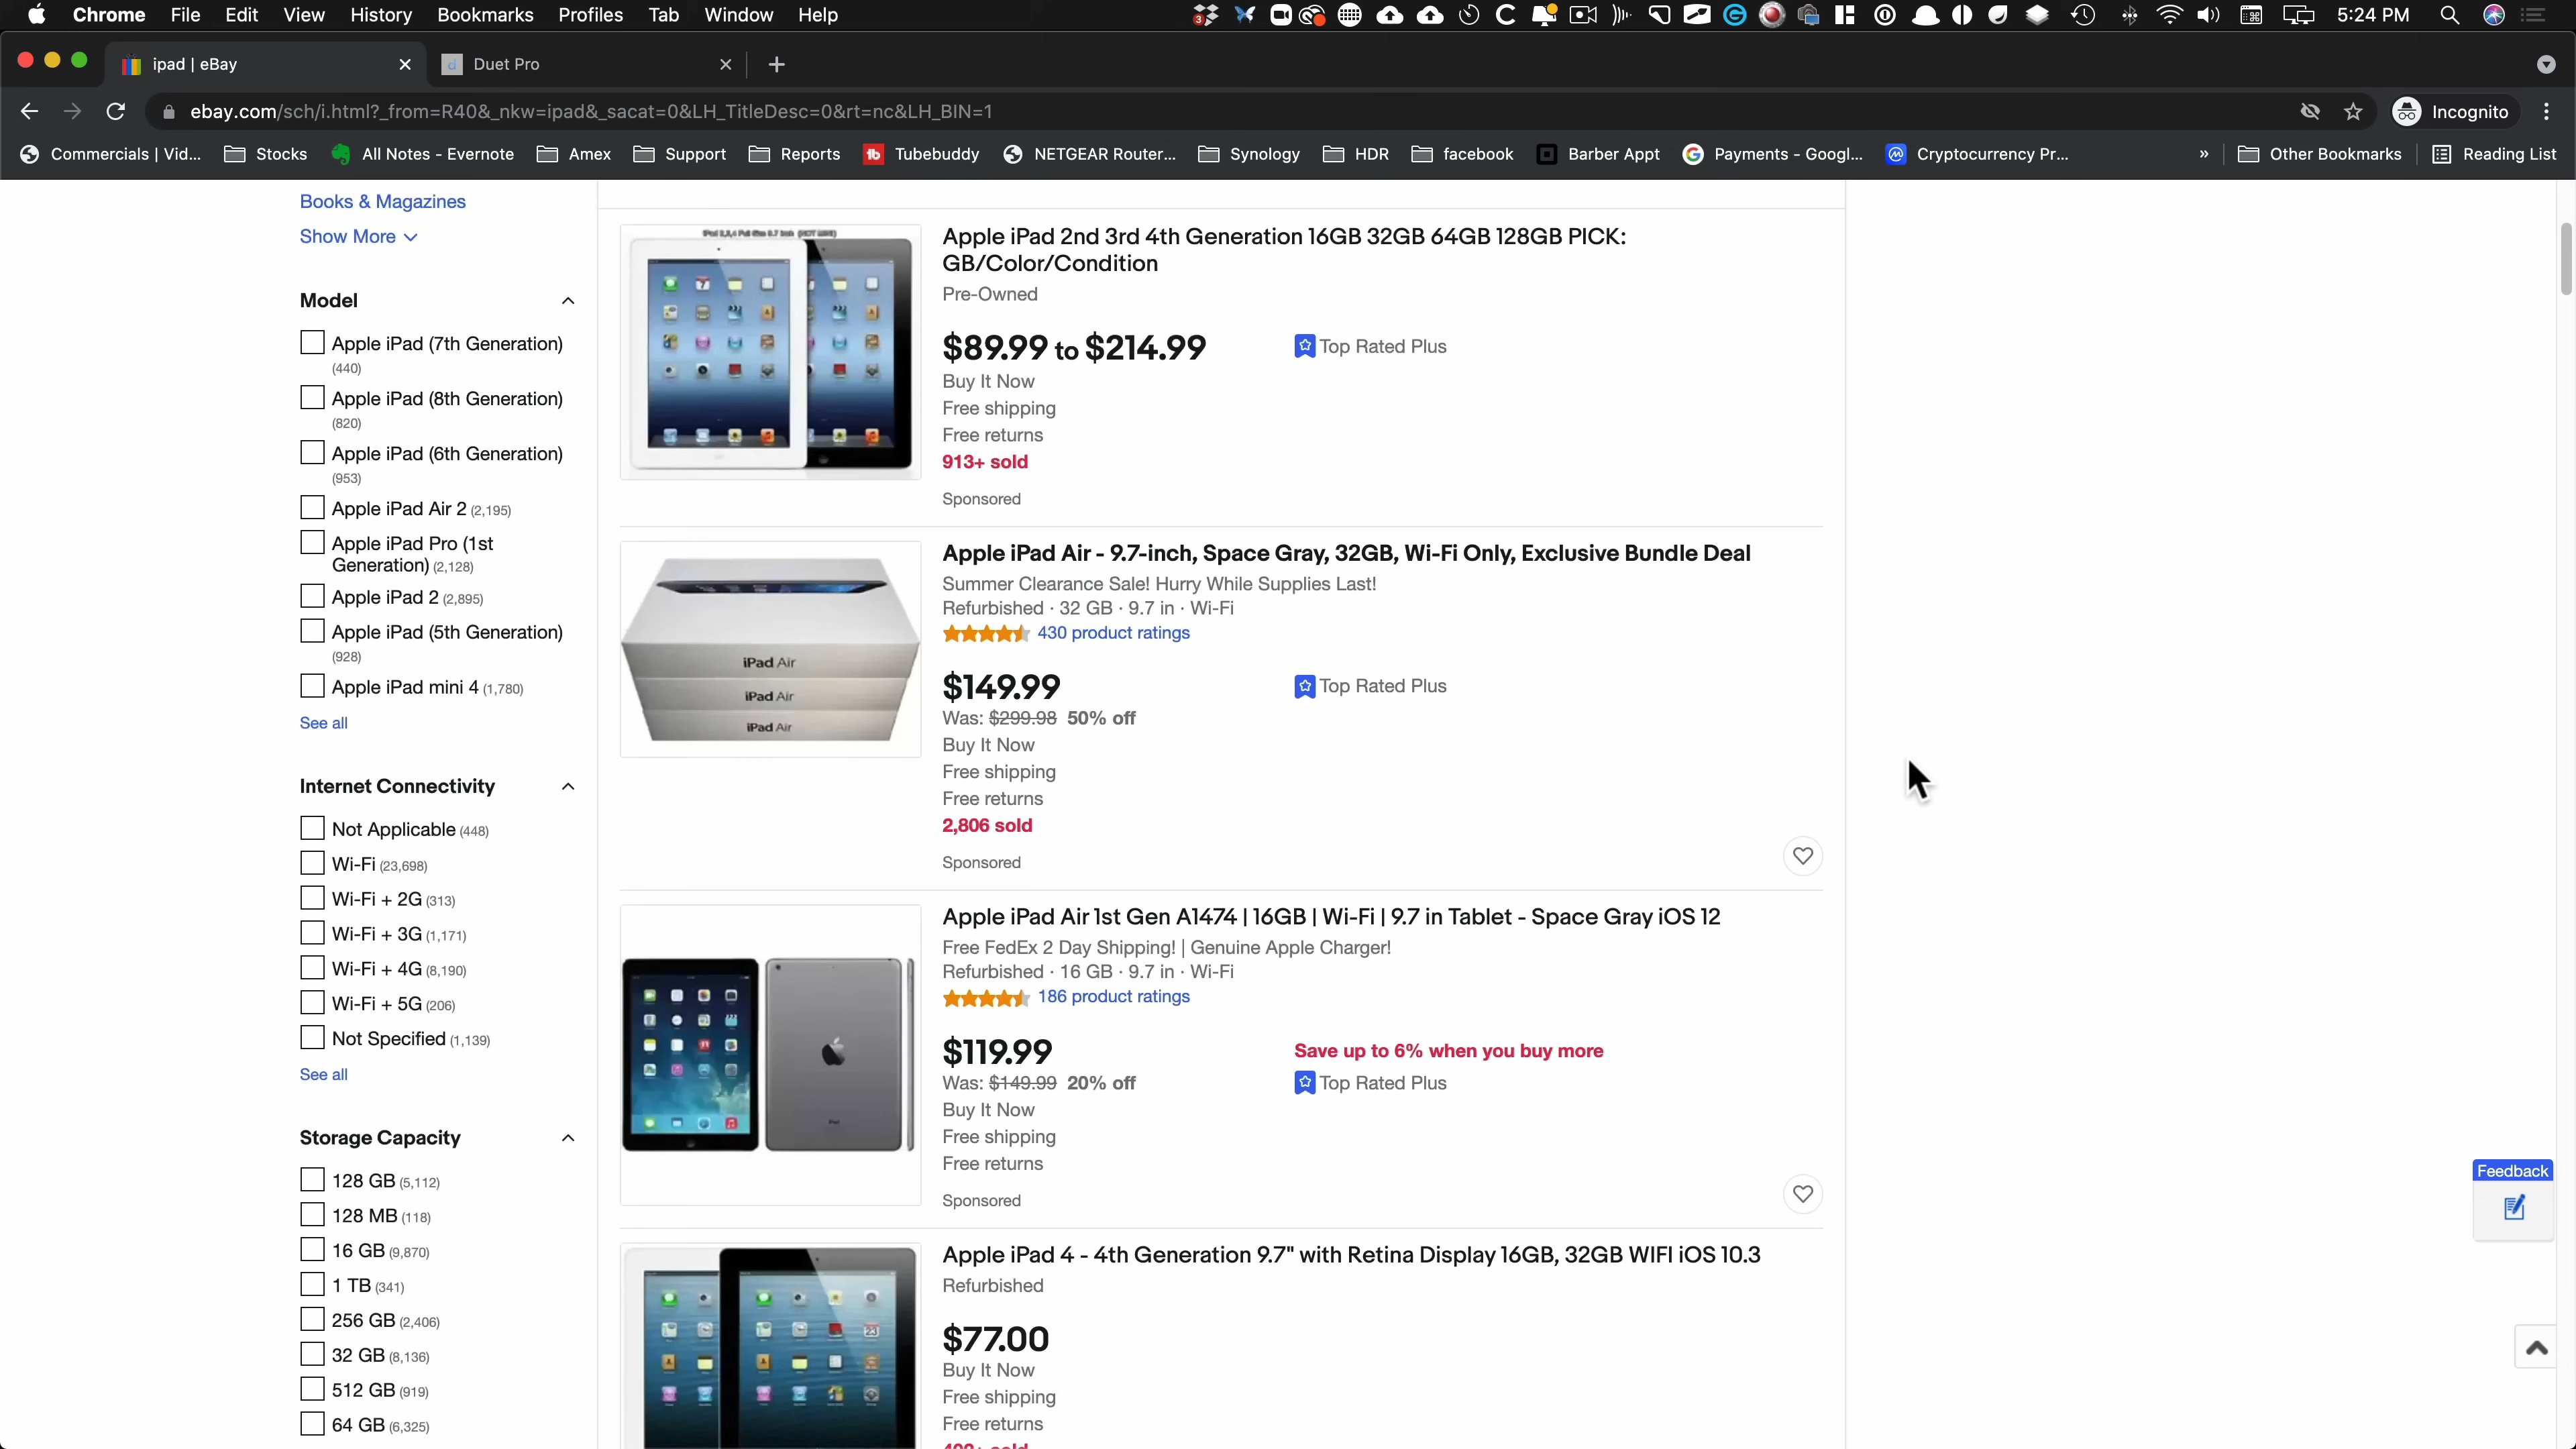 Chrome File Edit View History Bookmarks Profiles Tab Window Help 3 5:24 PM
ipad | eBay Duet Pro
ebay.com/sch/i.html?_from=R40&_nkw=ipad&_sacat=0&LH_TitleDesc=0&rt=nc&LH_BIN=1 Incognito
Commercials | Vid... Stocks All Notes - Evernote Amex Support Reports Tubebuddy NETGEAR Router... Synology HDR facebook Barber Appt Payments - Googl... Cryptocurrency Pr... » Other Bookmarks Reading List
Books & Magazines
Show More
Model
Apple iPad (7th Generation)
(440)
Apple iPad (8th Generation)
(820)
Apple iPad (6th Generation)
(953)
Apple iPad Air 2 (2,195)
Apple iPad Pro (1st
Generation) (2,128)
Apple iPad 2 (2,895)
Apple iPad (5th Generation)
(928)
Apple iPad mini 4 (1,780)
See all
Internet Connectivity
Not Applicable (448)
Wi-Fi (23,698)
Wi-Fi + 2G (313)
Wi-Fi + 3G (1,171)
Wi-Fi + 4G (8,190)
Wi-Fi + 5G (206)
Not Specified (1,139)
See all
Storage Capacity
128 GB (5,112)
128 MB (118)
16 GB (9,870)
1 TB (341)
256 GB (2,406)
32 GB (8,136)
512 GB (919)
64 GB (6,325)
Apple iPad 2nd 3rd 4th Generation 16GB 32GB 64GB 128GB PICK:
GB/Color/Condition
Pre-Owned
$89.99 to $214.99 Top Rated Plus
Buy It Now
Free shipping
Free returns
913+ sold
Sponsored
iPad Air
iPad Air
iPad Air
Apple iPad Air - 9.7-inch, Space Gray, 32GB, Wi-Fi Only, Exclusive Bundle Deal
Summer Clearance Sale! Hurry While Supplies Last!
Refurbished · 32 GB · 9.7 in · Wi-Fi
430 product ratings
$149.99 Top Rated Plus
Was: $299.98 50% off
Buy It Now
Free shipping
Free returns
2,806 sold
Sponsored
Apple iPad Air 1st Gen A1474 | 16GB | Wi-Fi | 9.7 in Tablet - Space Gray iOS 12
Free FedEx 2 Day Shipping! | Genuine Apple Charger!
Refurbished · 16 GB · 9.7 in · Wi-Fi
186 product ratings
$119.99 Save up to 6% when you buy more
Was: $149.99 20% off Top Rated Plus
Buy It Now
Free shipping
Free returns
Sponsored
Apple iPad 4 - 4th Generation 9.7" with Retina Display 16GB, 32GB WIFI iOS 10.3
Refurbished
$77.00
Buy It Now
Free shipping
Free returns
Feedback